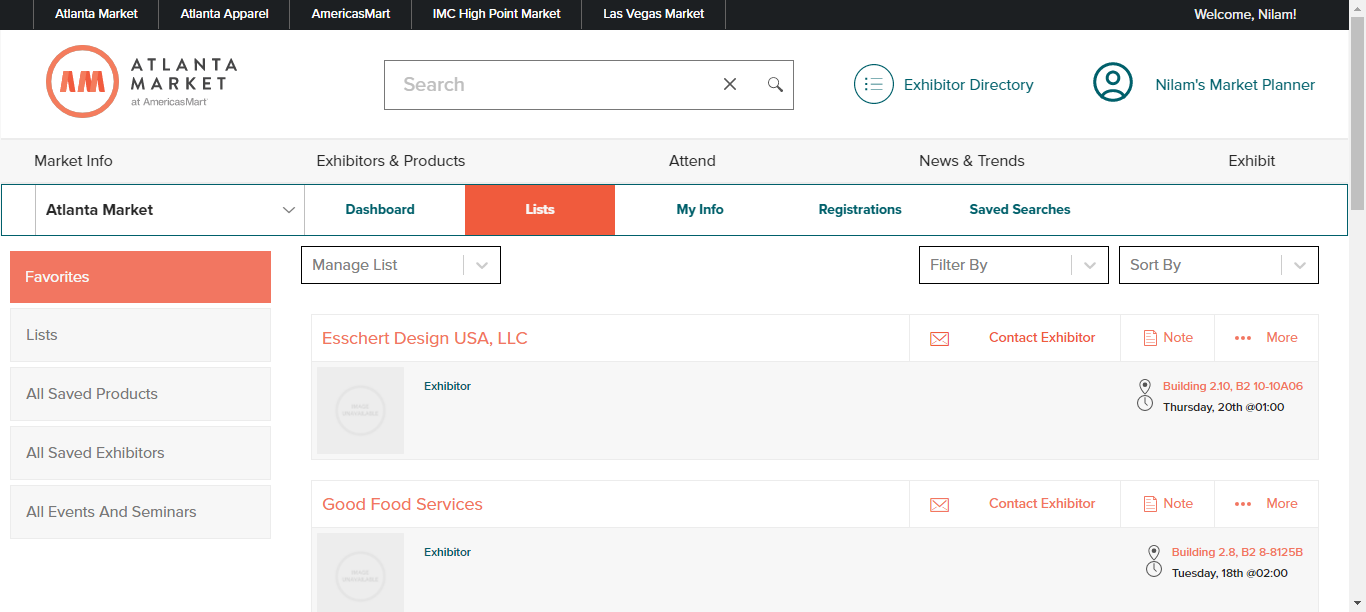 Atlanta Market
Atlanta Apparel
AmericasMart
IMC High Point Market
Las Vegas Market
Welcome, Nilam!
ATLANTA
MARKET
at AmericasMart
Search
Exhibitor Directory
Nilam's Market Planner
Market Info
Exhibitors & Products
Attend
News & Trends
Exhibit
Atlanta Market
Dashboard
Lists
My Info
Registrations
Saved Searches
Favorites
Lists
All Saved Products
All Saved Exhibitors
All Events And Seminars
Manage List
Filter By
Sort By
Esschert Design USA, LLC
Contact Exhibitor
Note
More
IMAGE
UNAVAILABLE
Exhibitor
Building 2.10, B2 10-10A06
Thursday, 20th @01:00
Good Food Services
Contact Exhibitor
Note
More
IMAGE
UNAVAILABLE
Exhibitor
Building 2.8, B2 8-8125B
Tuesday, 18th @02:00